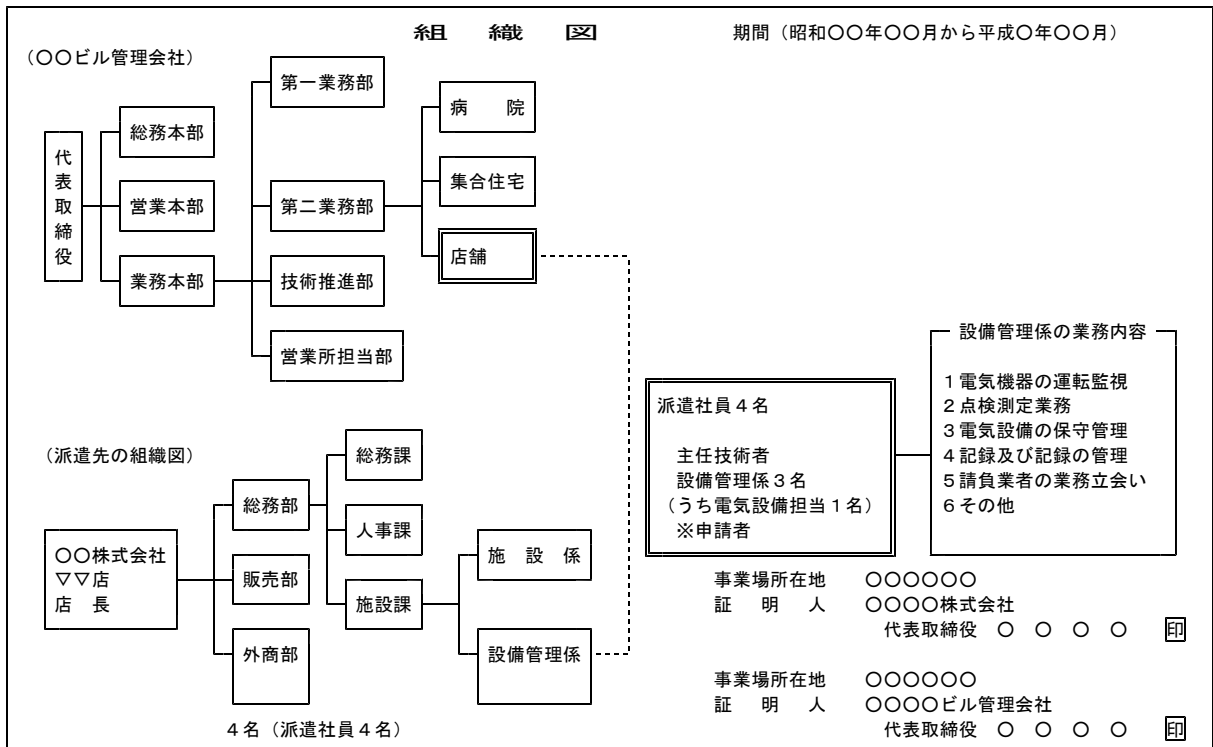 組　織　図
期間（昭和〇〇年〇〇月から平成〇年〇〇月）
（〇〇ビル管理会社）
代表取締役
総務本部
営業本部
業務本部
第一業務部
第二業務部
技術推進部
営業所担当部
病　院
集合住宅
店舗
（派遣先の組織図）
〇〇株式会社
▽▽店
店　長
総務部
販売部
外商部
総務課
人事課
施設課
施　設　係
設備管理係
４名（派遣社員４名）
派遣社員４名
主任技術者
設備管理係３名
（うち電気設備担当１名）
※申請者
設備管理係の業務内容
１電気機器の運転監視
２点検測定業務
３電気設備の保守管理
４記録及び記録の管理
５請負業者の業務立会い
６その他
事業場所在地　〇〇〇〇〇〇
証　明　人　〇〇〇〇株式会社
代表取締役　〇　〇　〇　〇　印
事業場所在地　〇〇〇〇〇〇
証　明　人　〇〇〇〇ビル管理会社
代表取締役　〇　〇　〇　〇　印